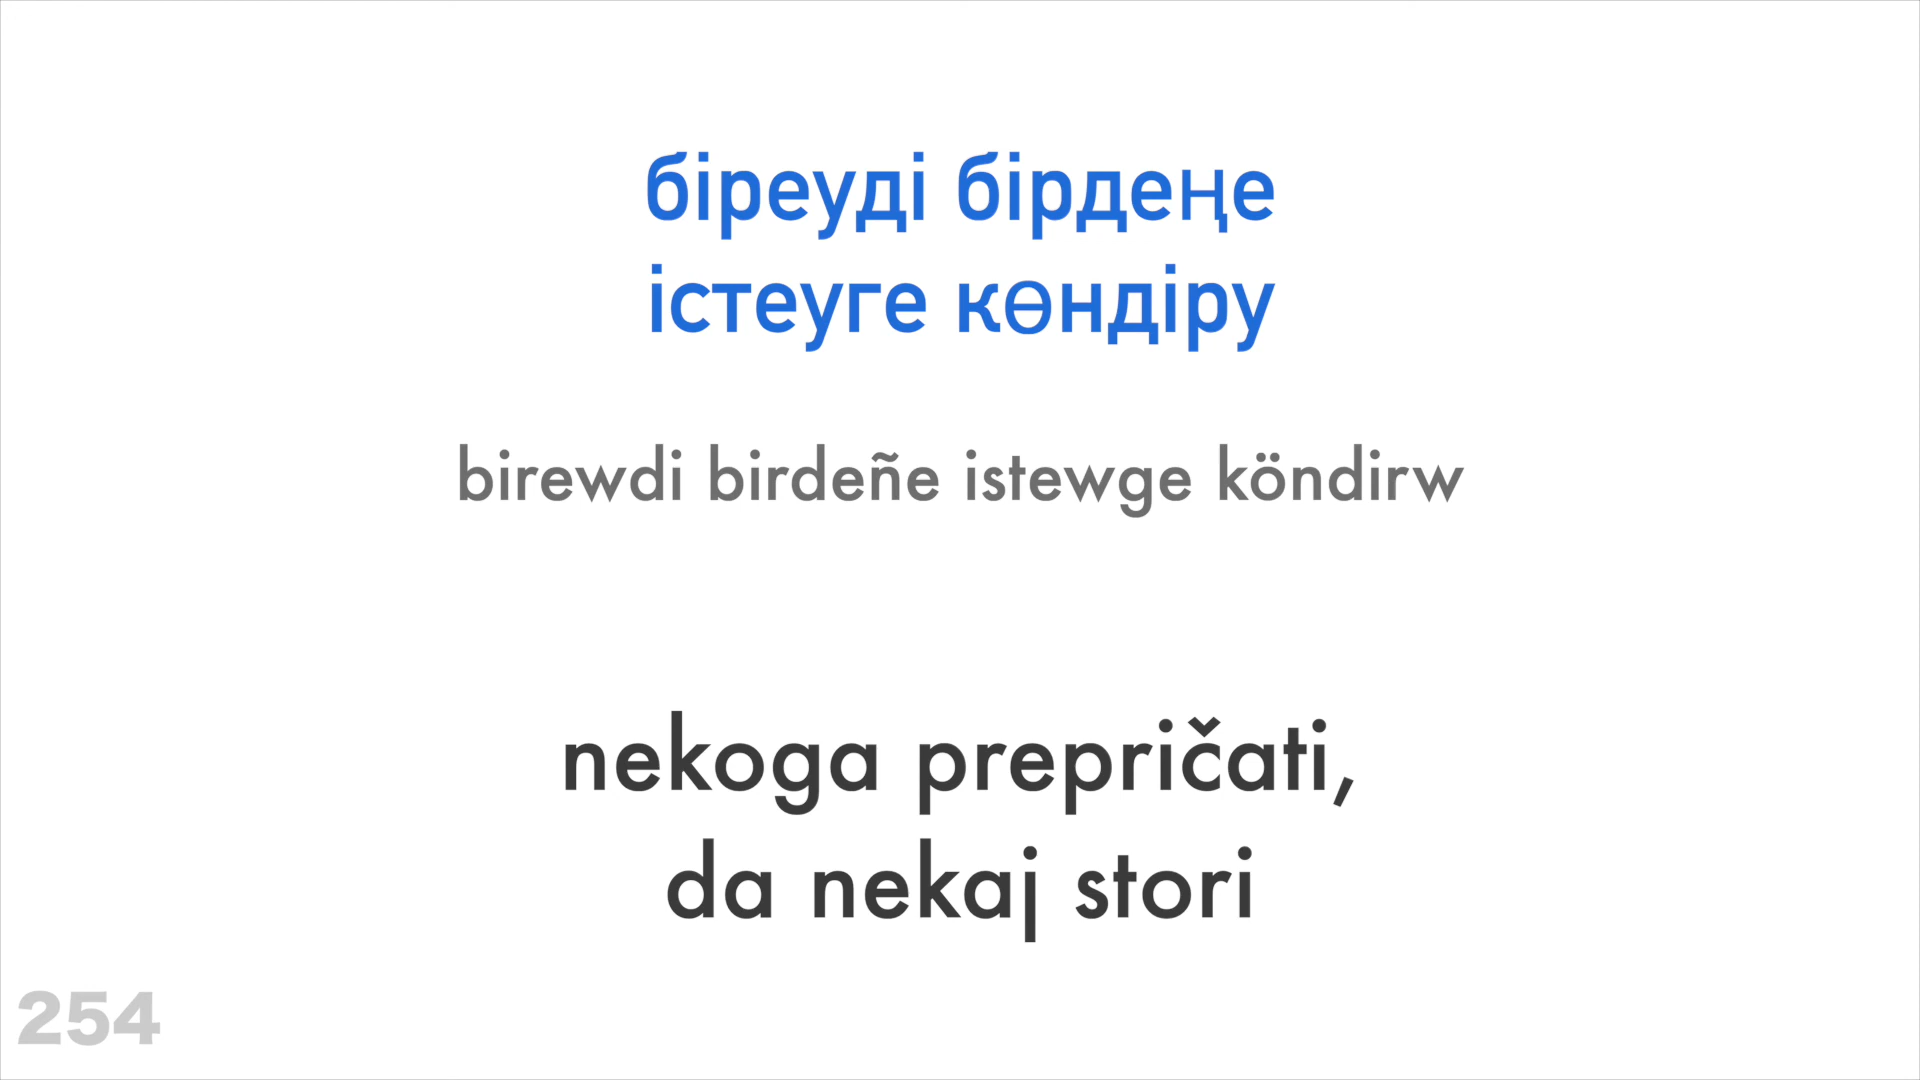 біреуді бірдеңе
істеуге көндіру
birewdi birdeñe istewge köndirw
nekoga prepričati,
da nekaj stori
254